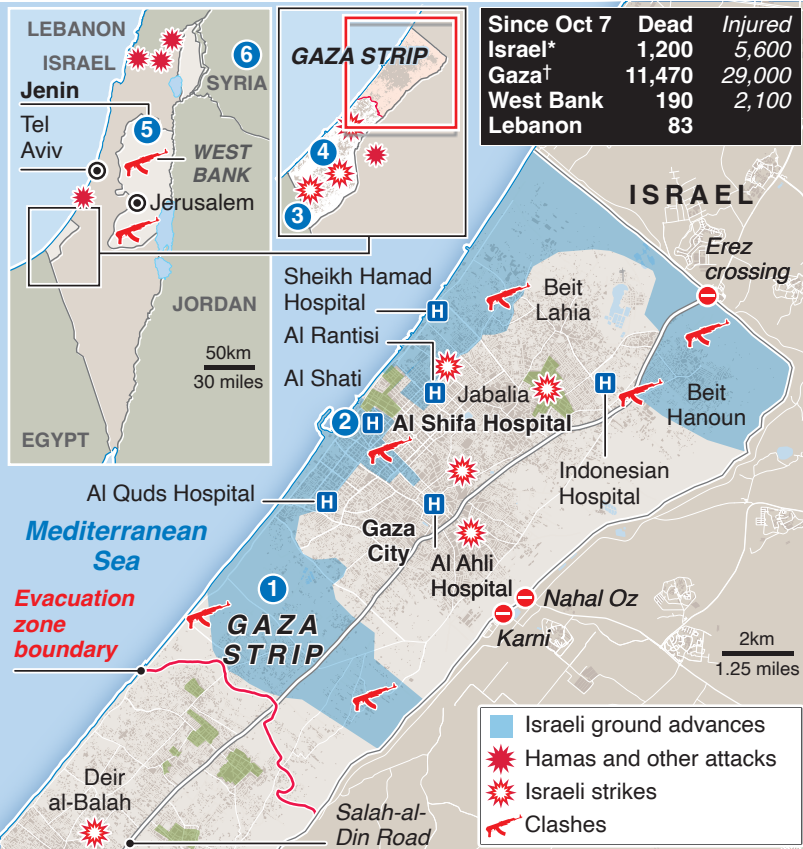 LEBANON
ISRAEL
Jenin
Tel
Aviv
5
6
SYRIA
WEST
BANK
Jerusalem
JORDAN
50km
30 miles
EGYPT
GAZA STRIP
4
3
Since Oct 7 Dead Injured
Israel* 1,200 5,600
Gaza† 11,470 29,000
West Bank 190 2,100
Lebanon 83
ISRAEL
Erez
crossing
Sheikh Hamad
Hospital
H
Beit
Lahia
Al Rantisi
H
Al Shati
Jabalia
H
Beit
Hanoun
2
H
Al Shifa Hospital
Indonesian
Hospital
Al Quds Hospital
H
H
Gaza
City
Al Ahli
Hospital
Mediterranean
Sea
1
GAZA
STRIP
Nahal Oz
Karni
Evacuation
zone
boundary
2km
1.25 miles
Deir
al-Balah
Salah-al-
Din Road
Israeli ground advances
Hamas and other attacks
Israeli strikes
Clashes